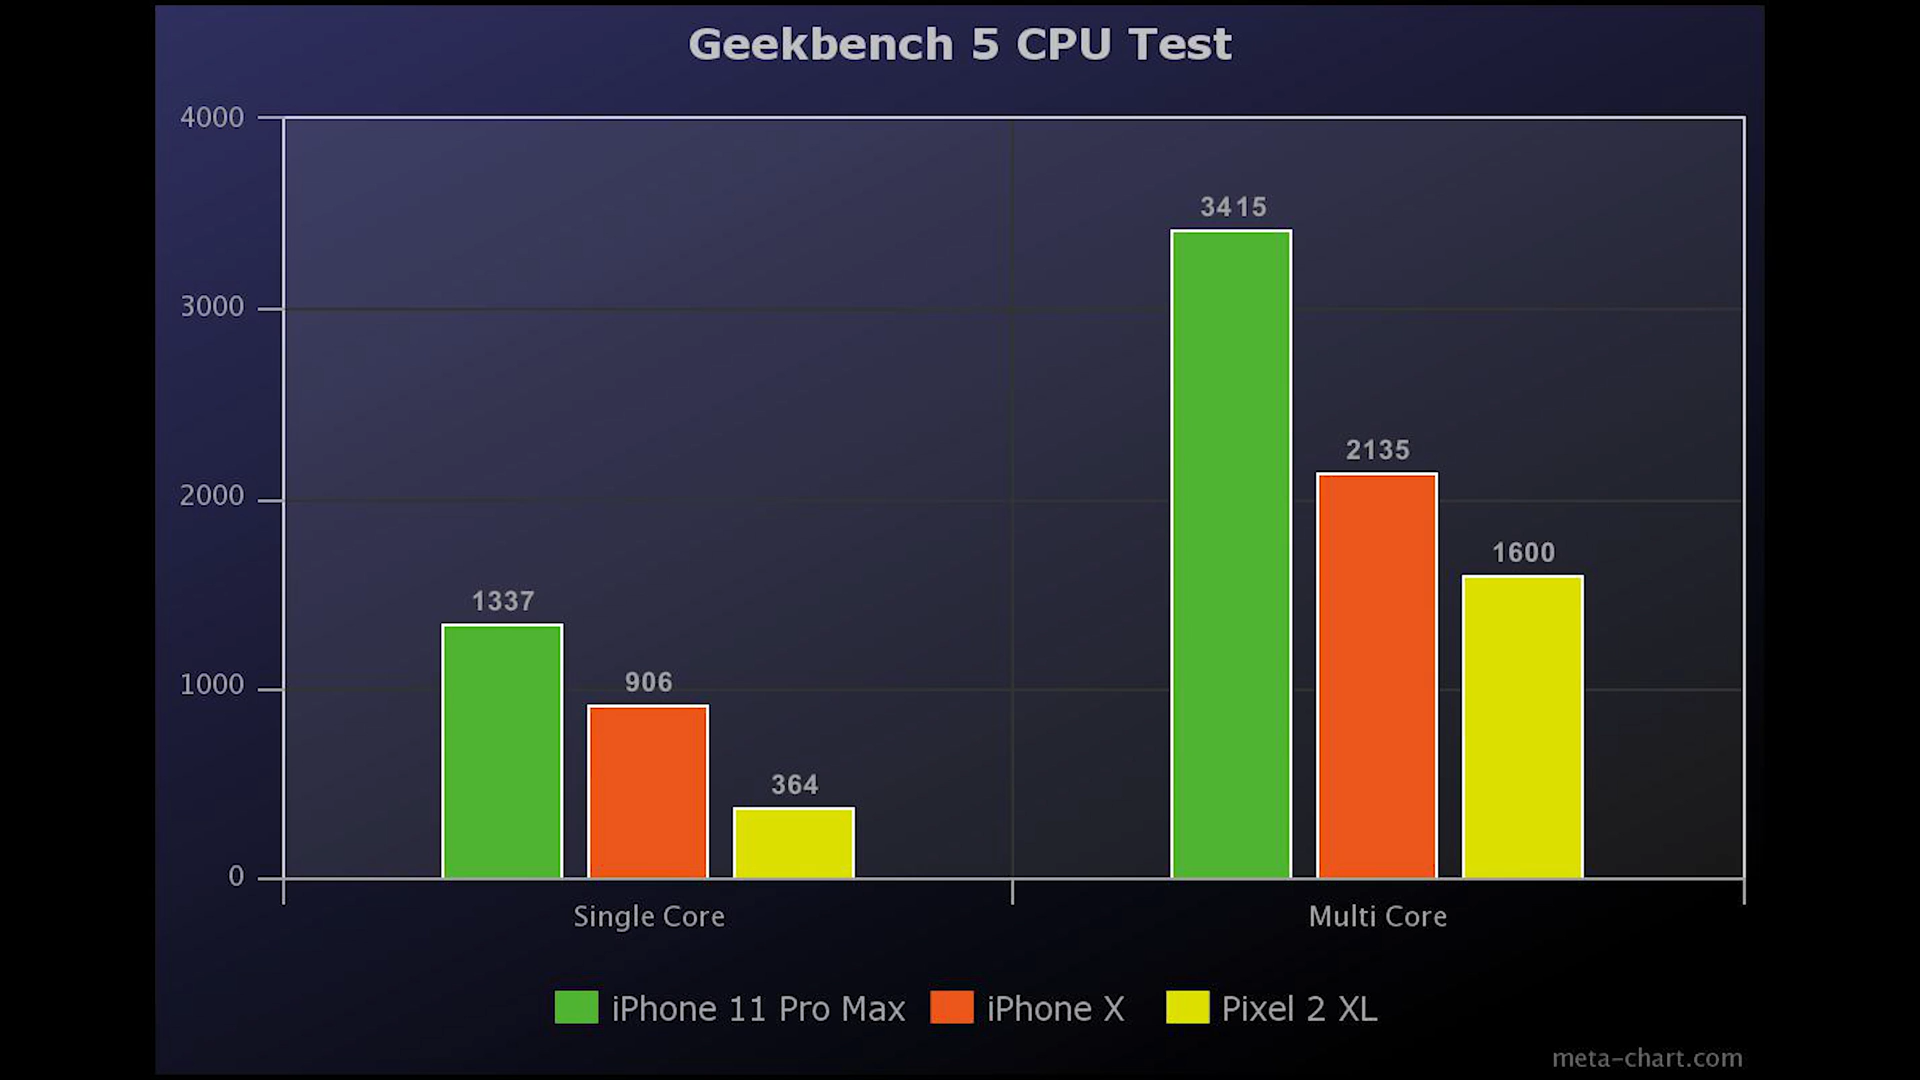 Geekbench 5 CPU Test
4000
3000
2000
1000
0
1337
906
364
3415
2135
1600
Single Core
Multi Core
iPhone 11 Pro Max
iPhone X
Pixel 2 XL
meta-chart.com